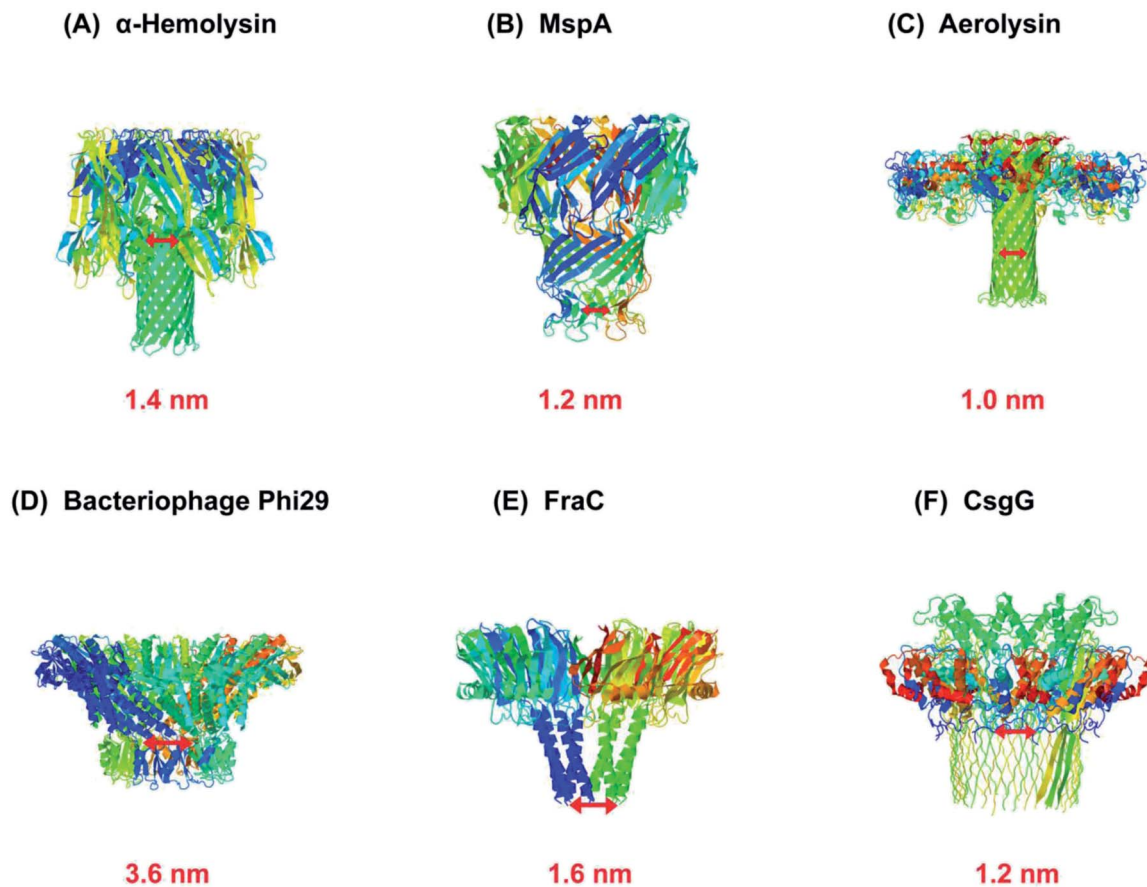 (A) α-Hemolysin
(B) MspA
(C) Aerolysin
1.4 nm
1.2 nm
1.0 nm
(D) Bacteriophage Phi29
(E) FraC
(F) CsgG
3.6 nm
1.6 nm
1.2 nm